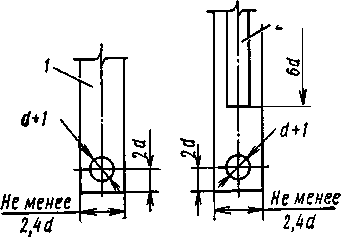 1
6d
d+1
d+1
2d
2d
Не менее
2,4d
Не менее
2,4d